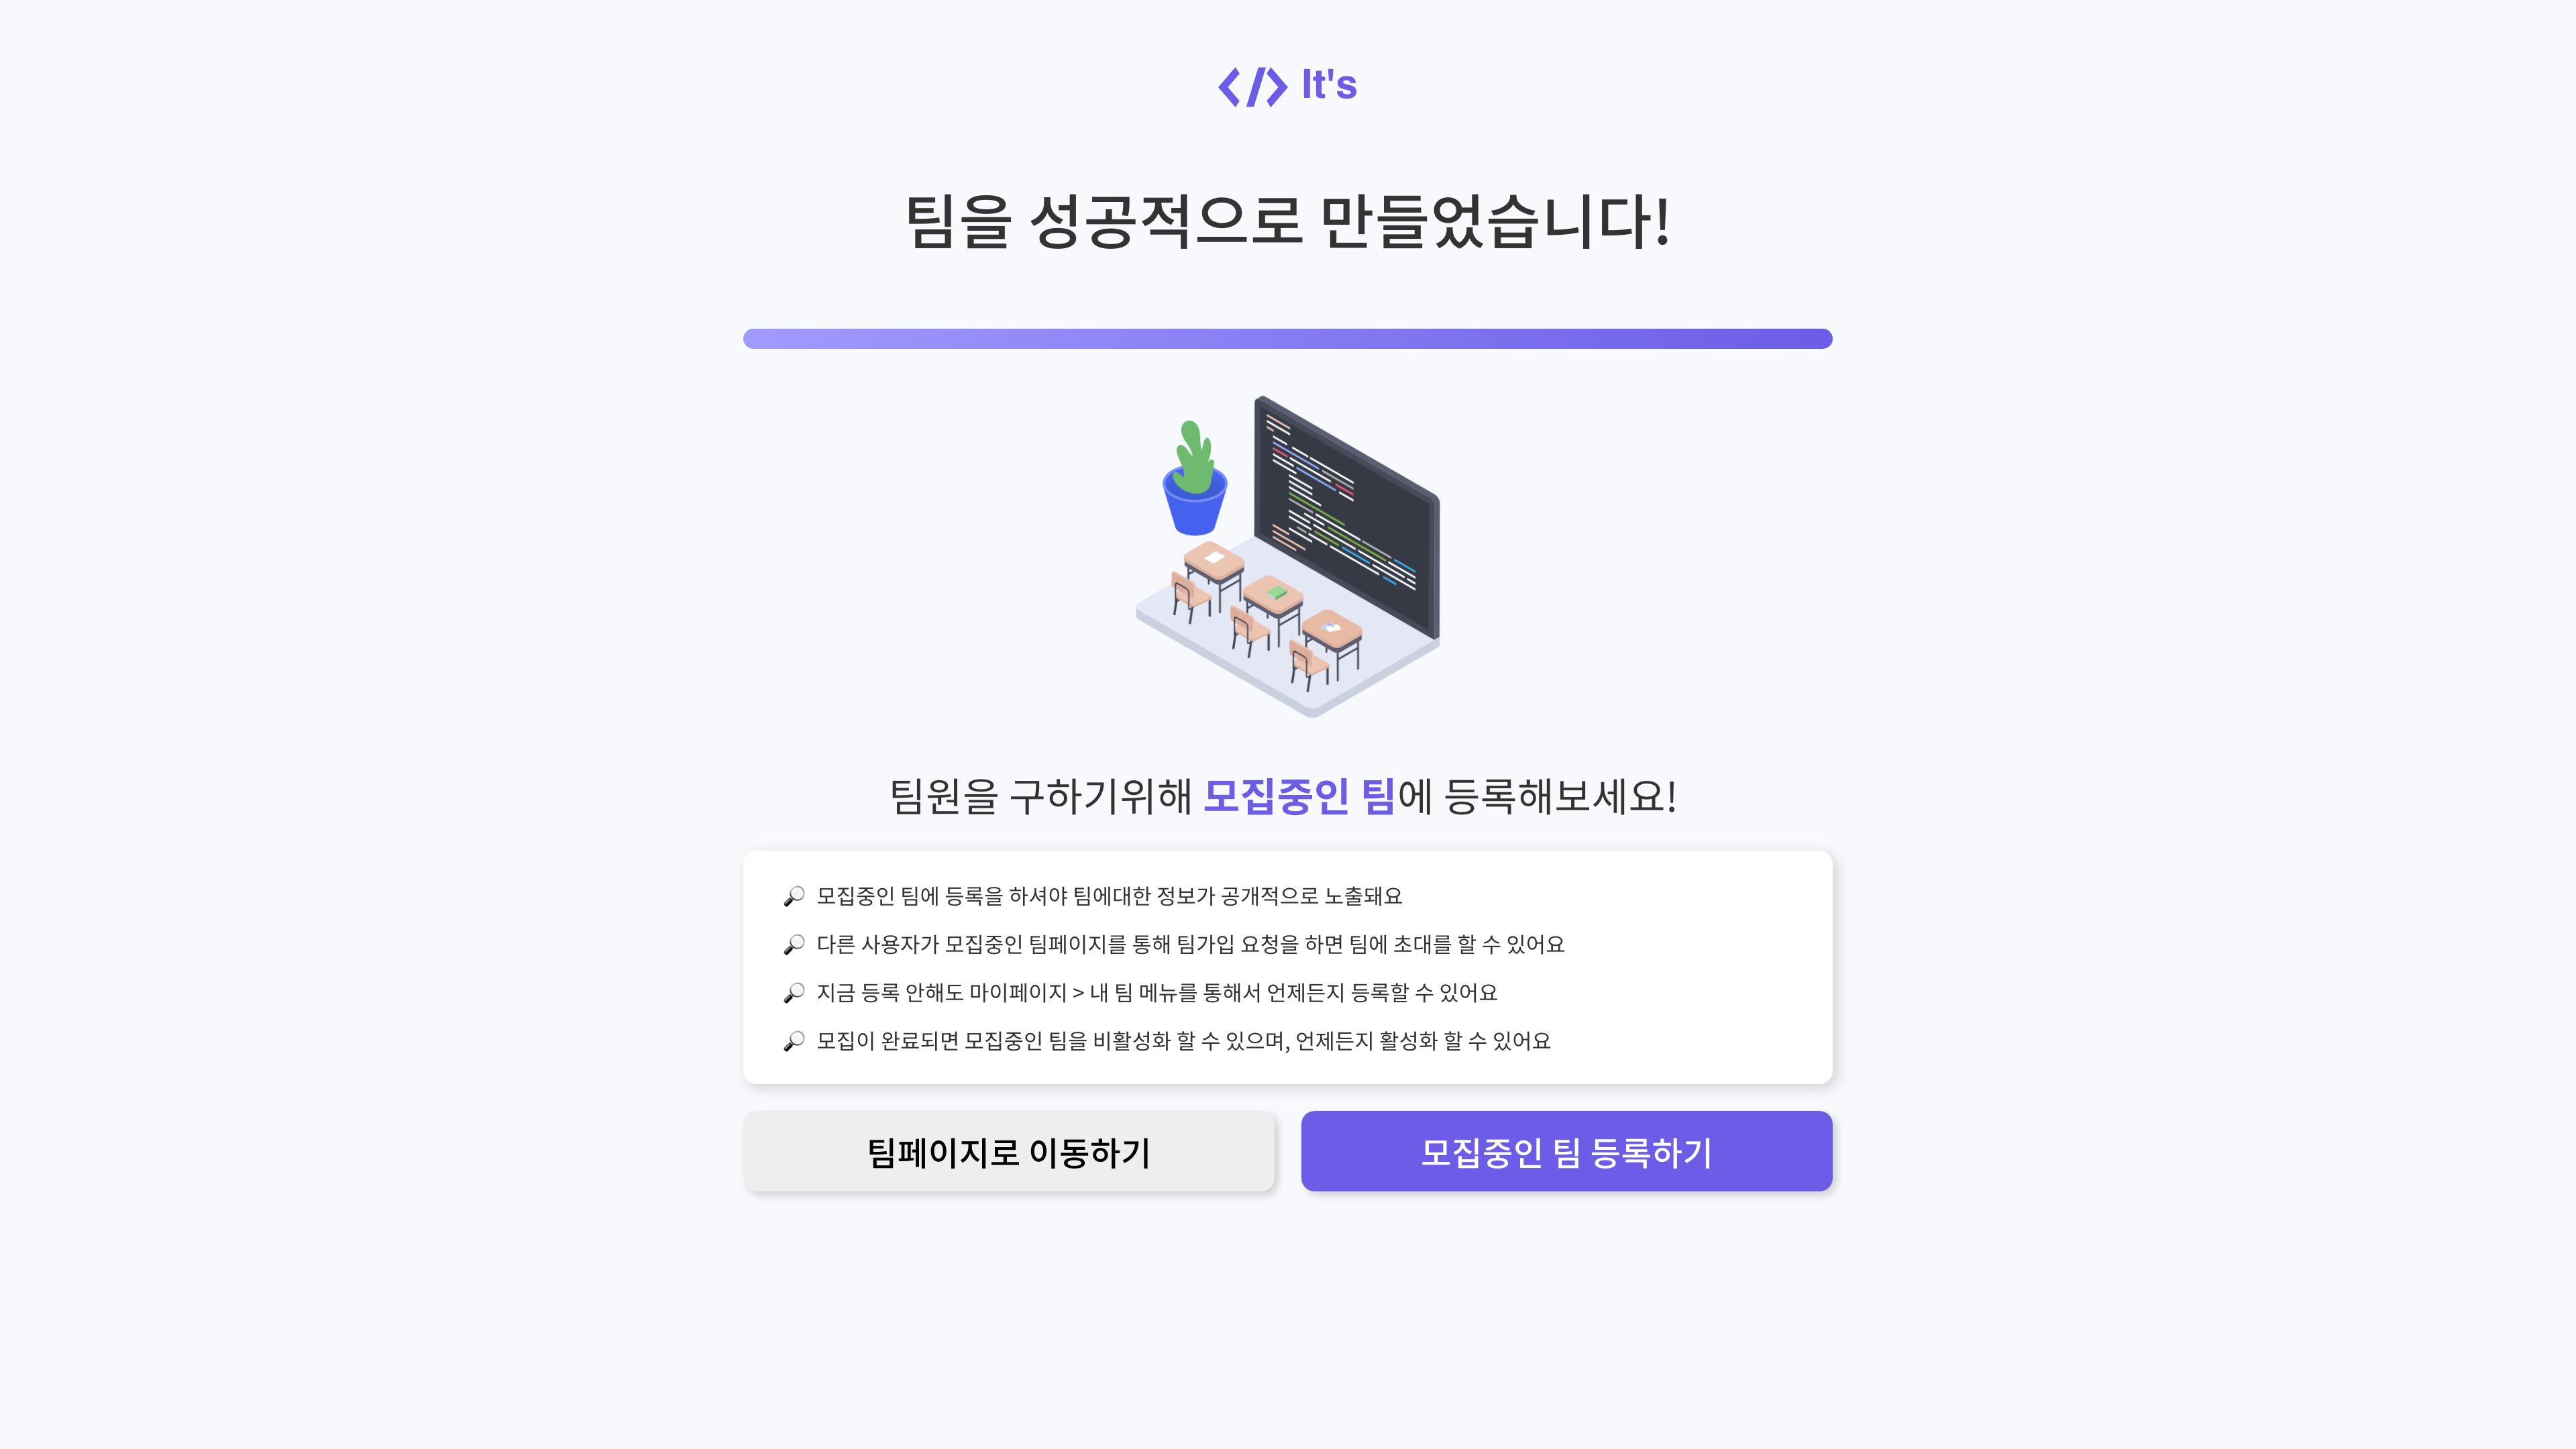 </> It's
팀을 성공적으로 만들었습니다!
팀원을 구하기위해 모집중인 팀에 등록해보세요!
모집중인 팀에 등록을 하셔야 팀에대한 정보가 공개적으로 노출돼요
다른 사용자가 모집중인 팀페이지를 통해 팀가입 요청을 하면 팀에 초대를 할 수 있어요
지금 등록 안해도 마이페이지 > 내 팀 메뉴를 통해서 언제든지 등록할 수 있어요
모집이 완료되면 모집중인 팀을 비활성화 할 수 있으며, 언제든지 활성화 할 수 있어요
팀페이지로 이동하기
모집중인 팀 등록하기